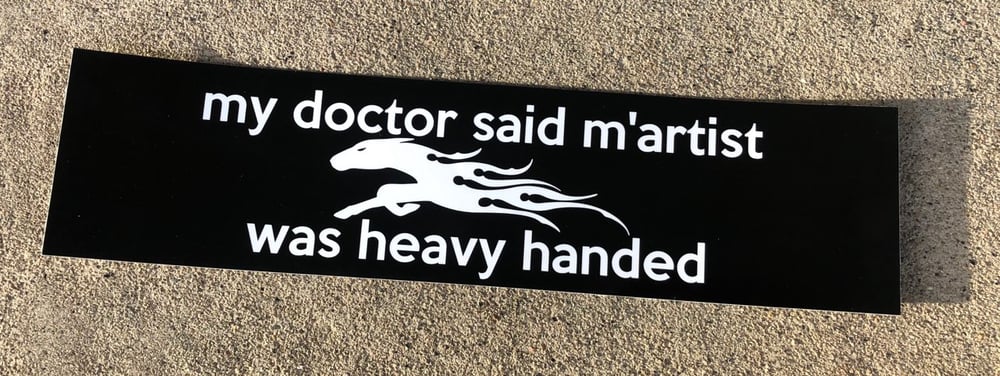 my doctor said m'artist
was heavy handed